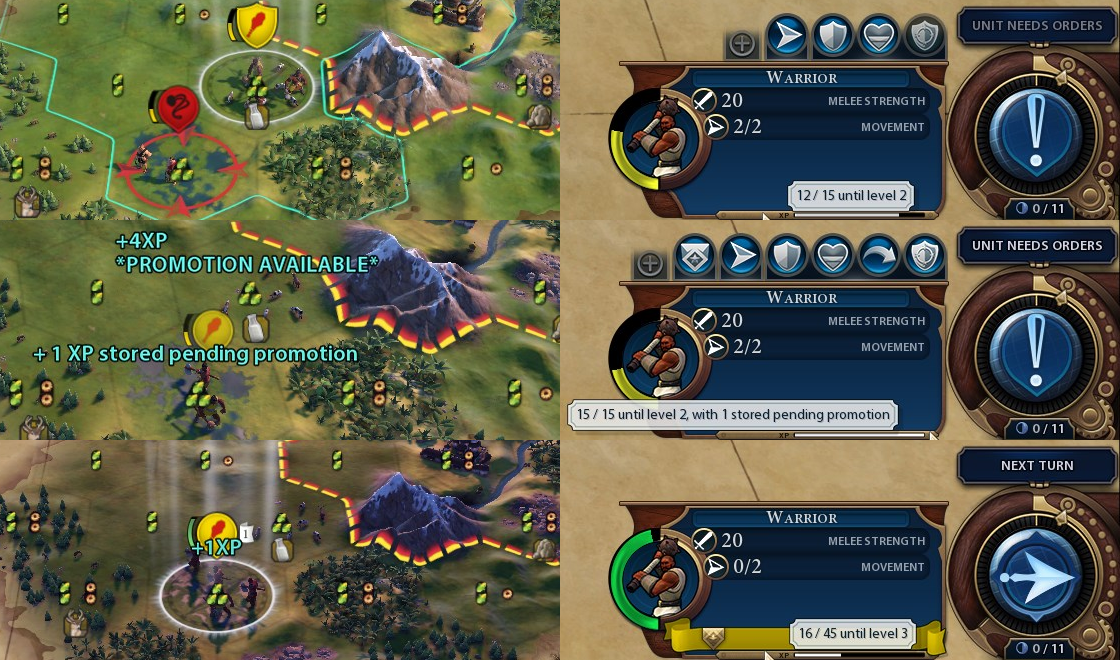 UNIT NEEDS ORDERS
WARRIOR
20 MELEE STRENGTH
2/2 MOVEMENT
12 / 15 until level 2
XP
0 / 11
+4XP
*PROMOTION AVAILABLE*
+ 1 XP stored pending promotion
UNIT NEEDS ORDERS
WARRIOR
20 MELEE STRENGTH
2/2 MOVEMENT
15 / 15 until level 2, with 1 stored pending promotion
XP
0 / 11
1
+1XP
NEXT TURN
WARRIOR
20 MELEE STRENGTH
0/2 MOVEMENT
16 / 45 until level 3
XP
0 / 11